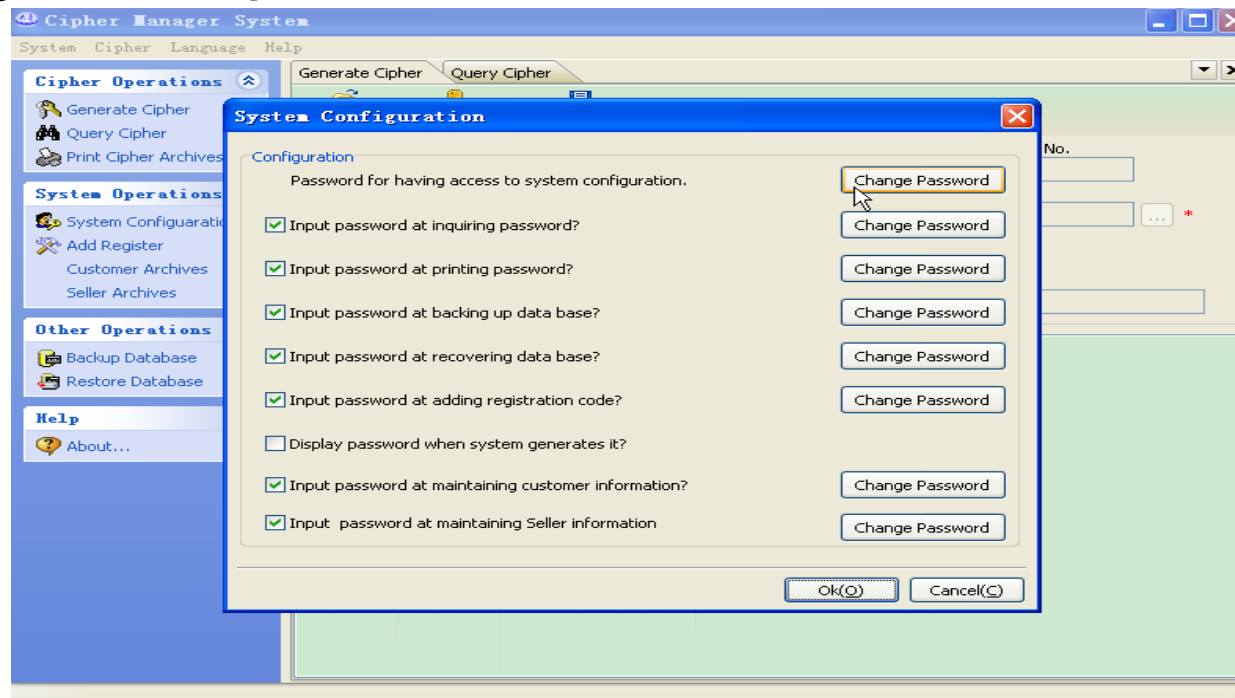 Cipher Manager System
System Cipher Language Help
Cipher Operations
Generate Cipher
Query Cipher
Print Cipher Archives
System Operations
System Configuaratio
Add Register
Customer Archives
Seller Archives
Other Operations
Backup Database
Restore Database
Help
About...
Generate Cipher Query Cipher
No.
*
System Configuration
Configuration
Password for having access to system configuration. Change Password
Input password at inquiring password? Change Password
Input password at printing password? Change Password
Input password at backing up data base? Change Password
Input password at recovering data base? Change Password
Input password at adding registration code? Change Password
Display password when system generates it?
Input password at maintaining customer information? Change Password
Input password at maintaining Seller information Change Password
Ok(O) Cancel(C)